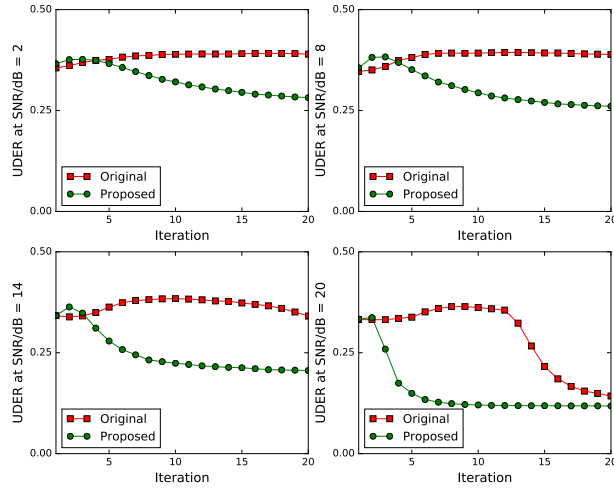 UDER at SNR/dB = 2
0.50
0.25
0.00
5
10
15
20
Iteration
Original
Proposed
UDER at SNR/dB = 8
0.50
0.25
0.00
5
10
15
20
Iteration
Original
Proposed
UDER at SNR/dB = 14
0.50
0.25
0.00
5
10
15
20
Iteration
Original
Proposed
UDER at SNR/dB = 20
0.50
0.25
0.00
5
10
15
20
Iteration
Original
Proposed